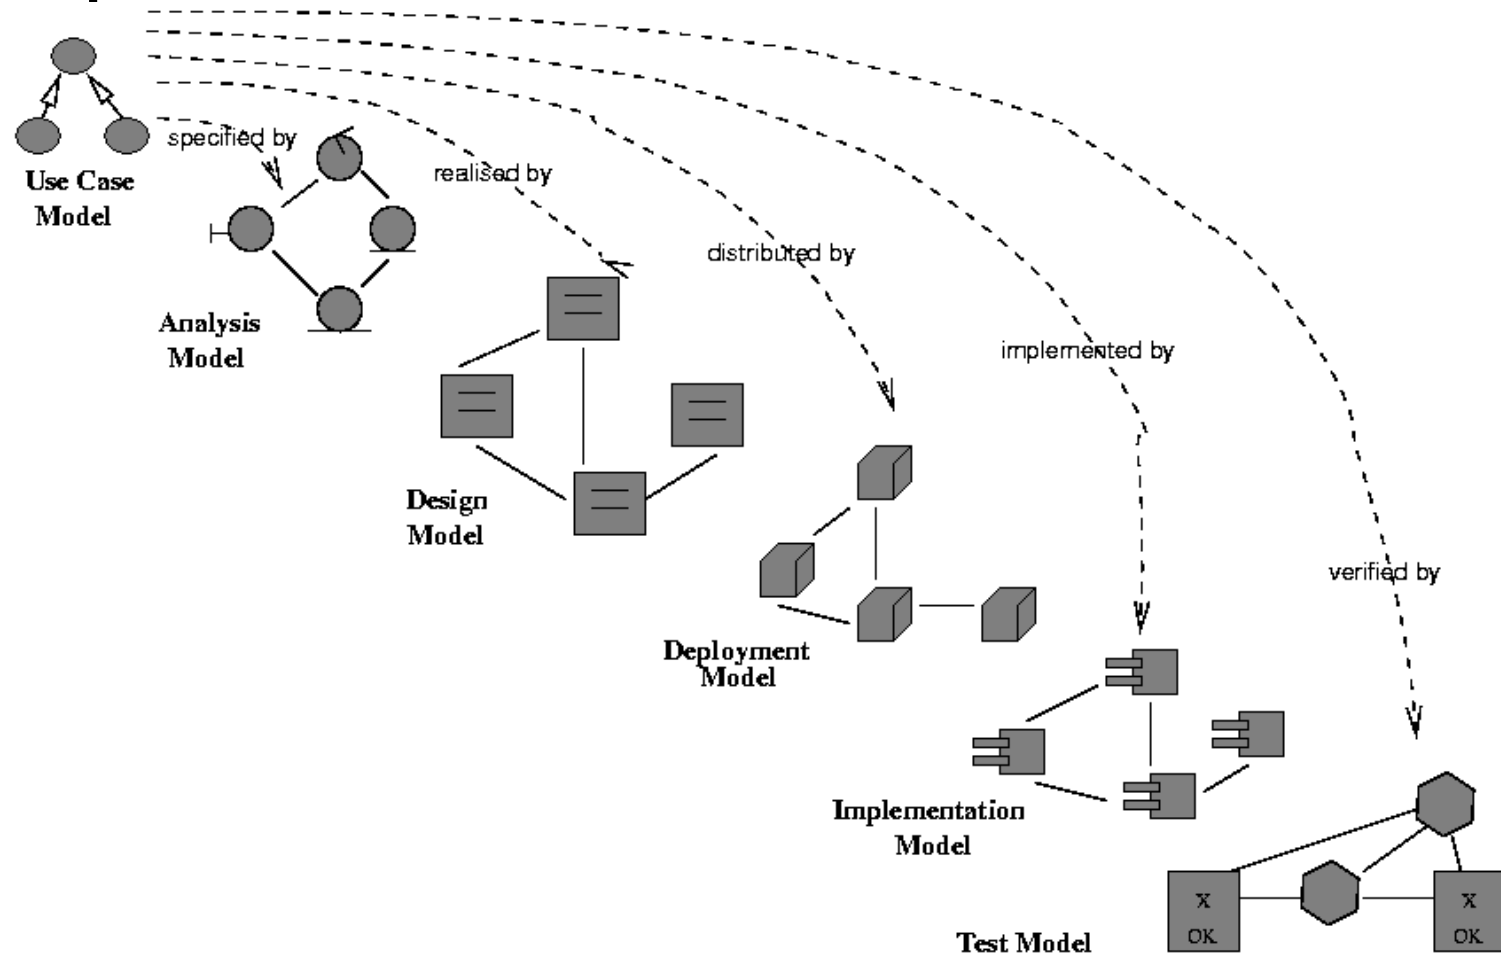 specified by
Use Case
Model
realised by
distributed by
Analysis
Model
implemented by
Design
Model
verified by
Deployment
Model
Implementation
Model
X
OK
X
OK
Test Model